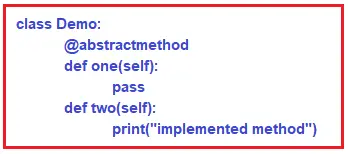 class Demo:
@abstractmethod
def one(self):
pass
def two(self):
print("implemented method")